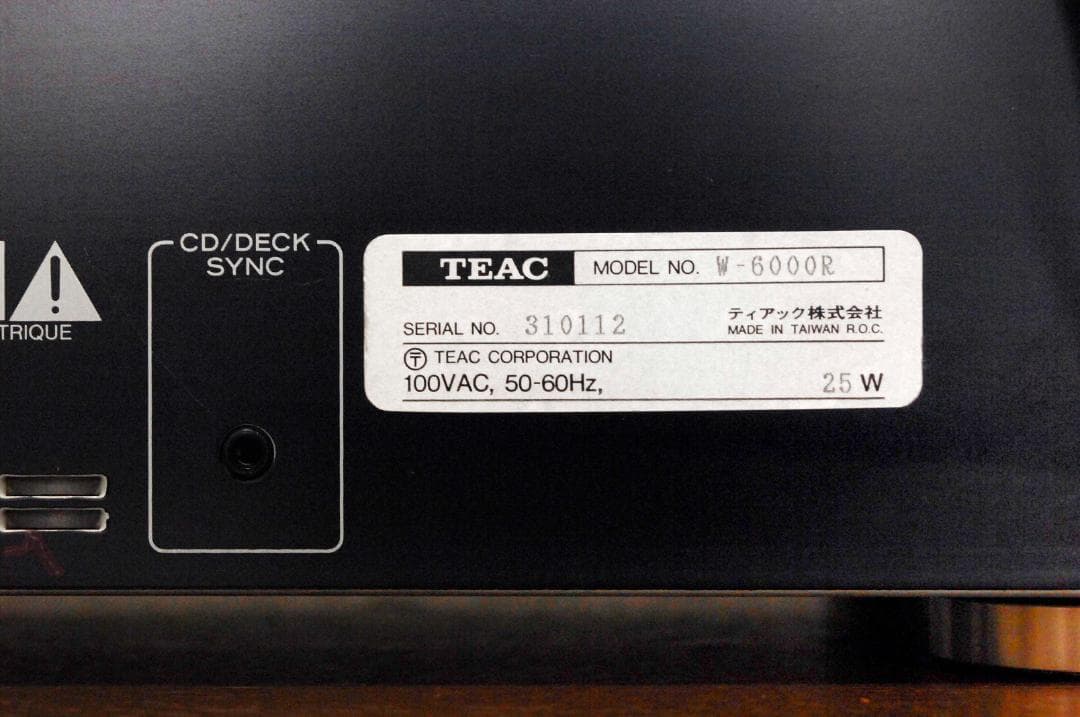 CD/DECK
SYNC
TRIQUE
TEAC MODEL NO. W-6000R
ティアック株式会社
SERIAL NO. 310112 MADE IN TAIWAN R.O.C.
〒 TEAC CORPORATION
100VAC, 50-60Hz, 25 W